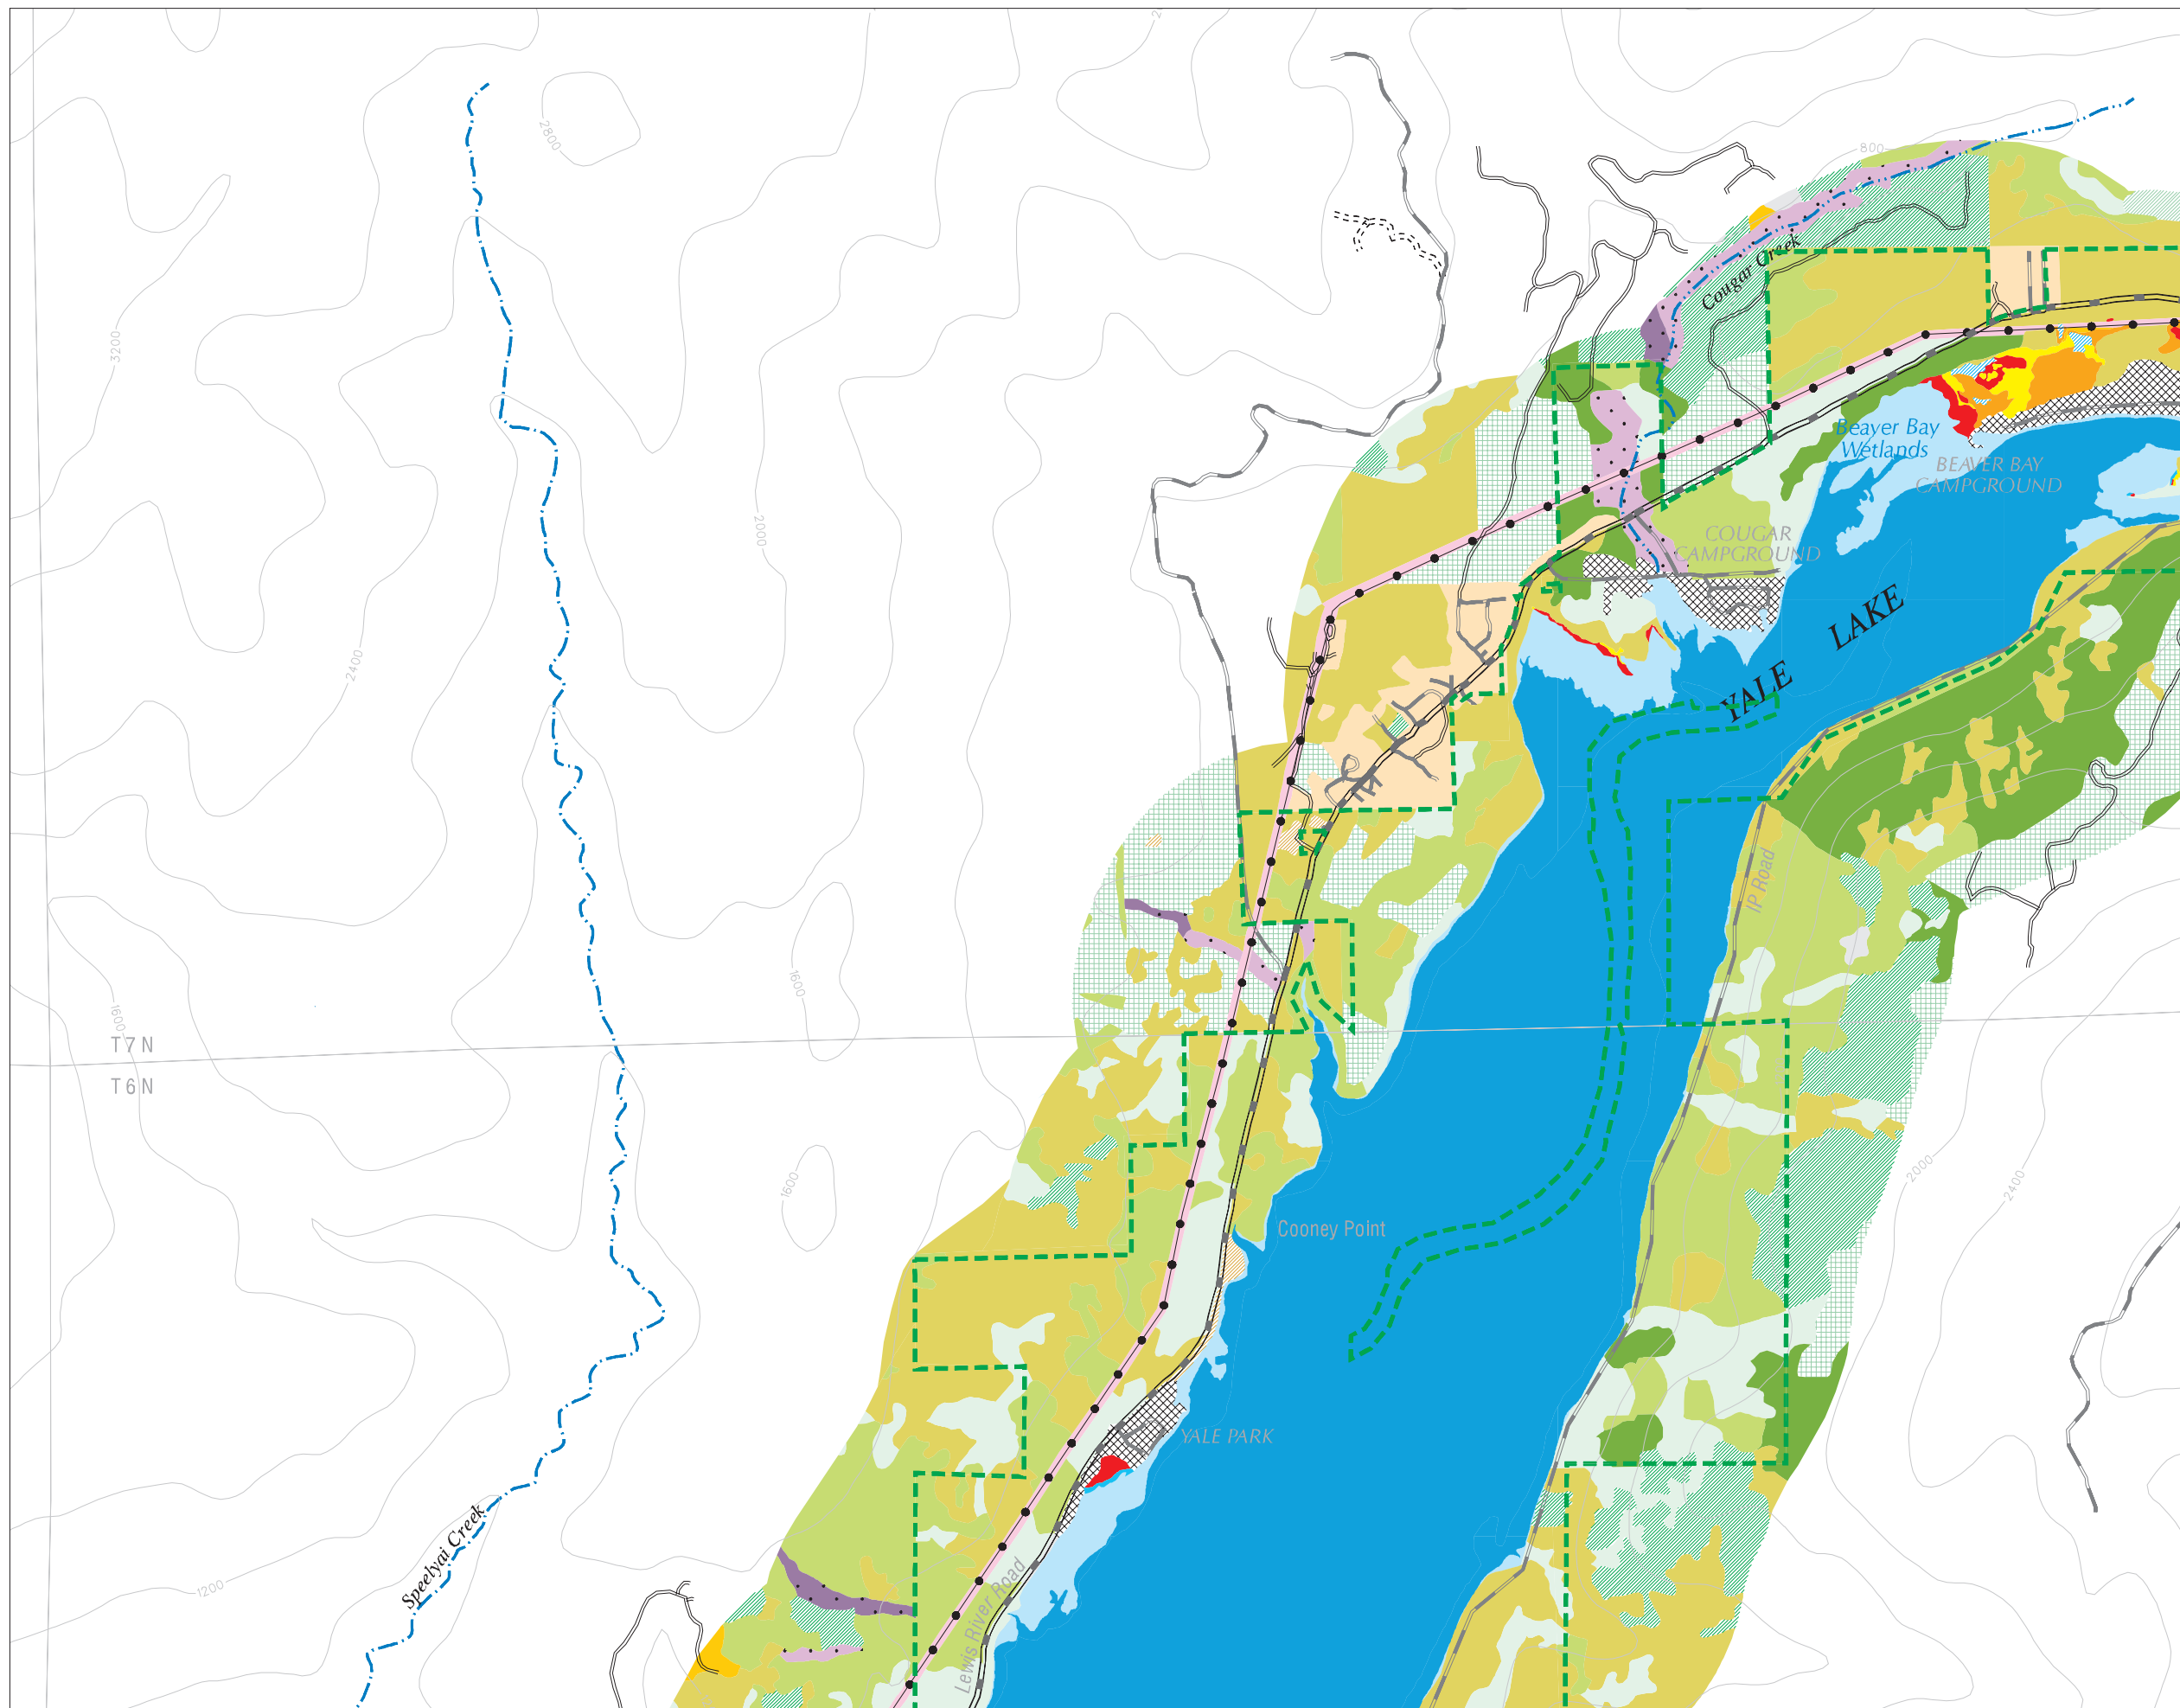 2800
800
Cougar Creek
3200
Beaver Bay
Wetlands
BEAVER BAY
CAMPGROUND
2000
COUGAR
CAMPGROUND
YALE LAKE
2400
IP Road
1600
1600
T 7 N
T 6 N
1600
2000
2400
Cooney Point
YALE PARK
Speelyai Creek
1200
Lewis River Road